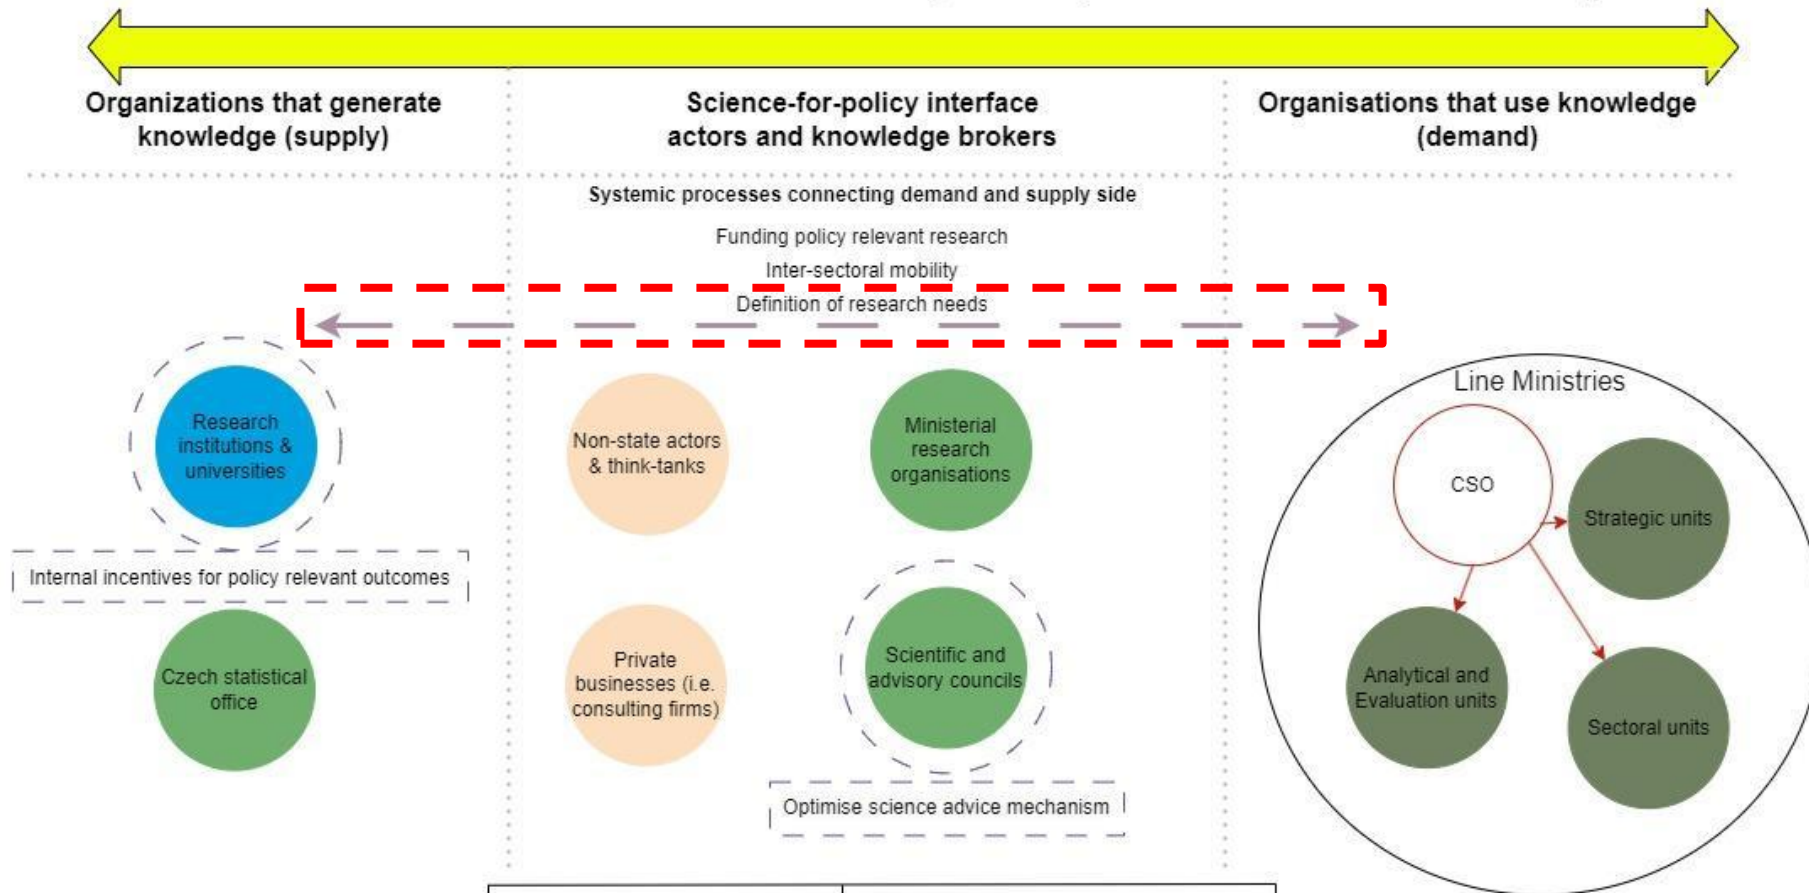 Organizations that generate
knowledge (supply)
Science-for-policy interface
actors and knowledge brokers
Organisations that use knowledge
(demand)
Systemic processes connecting demand and supply side
Funding policy relevant research
Inter-sectoral mobility
Definition of research needs
Research
institutions &
universities
Internal incentives for policy relevant outcomes
Czech statistical
office
Non-state actors
& think-tanks
Ministerial
research
organisations
Private
businesses (i.e.
consulting firms)
Scientific and
advisory councils
Optimise science advice mechanism
Line Ministries
CSO
Strategic units
Analytical and
Evaluation units
Sectoral units